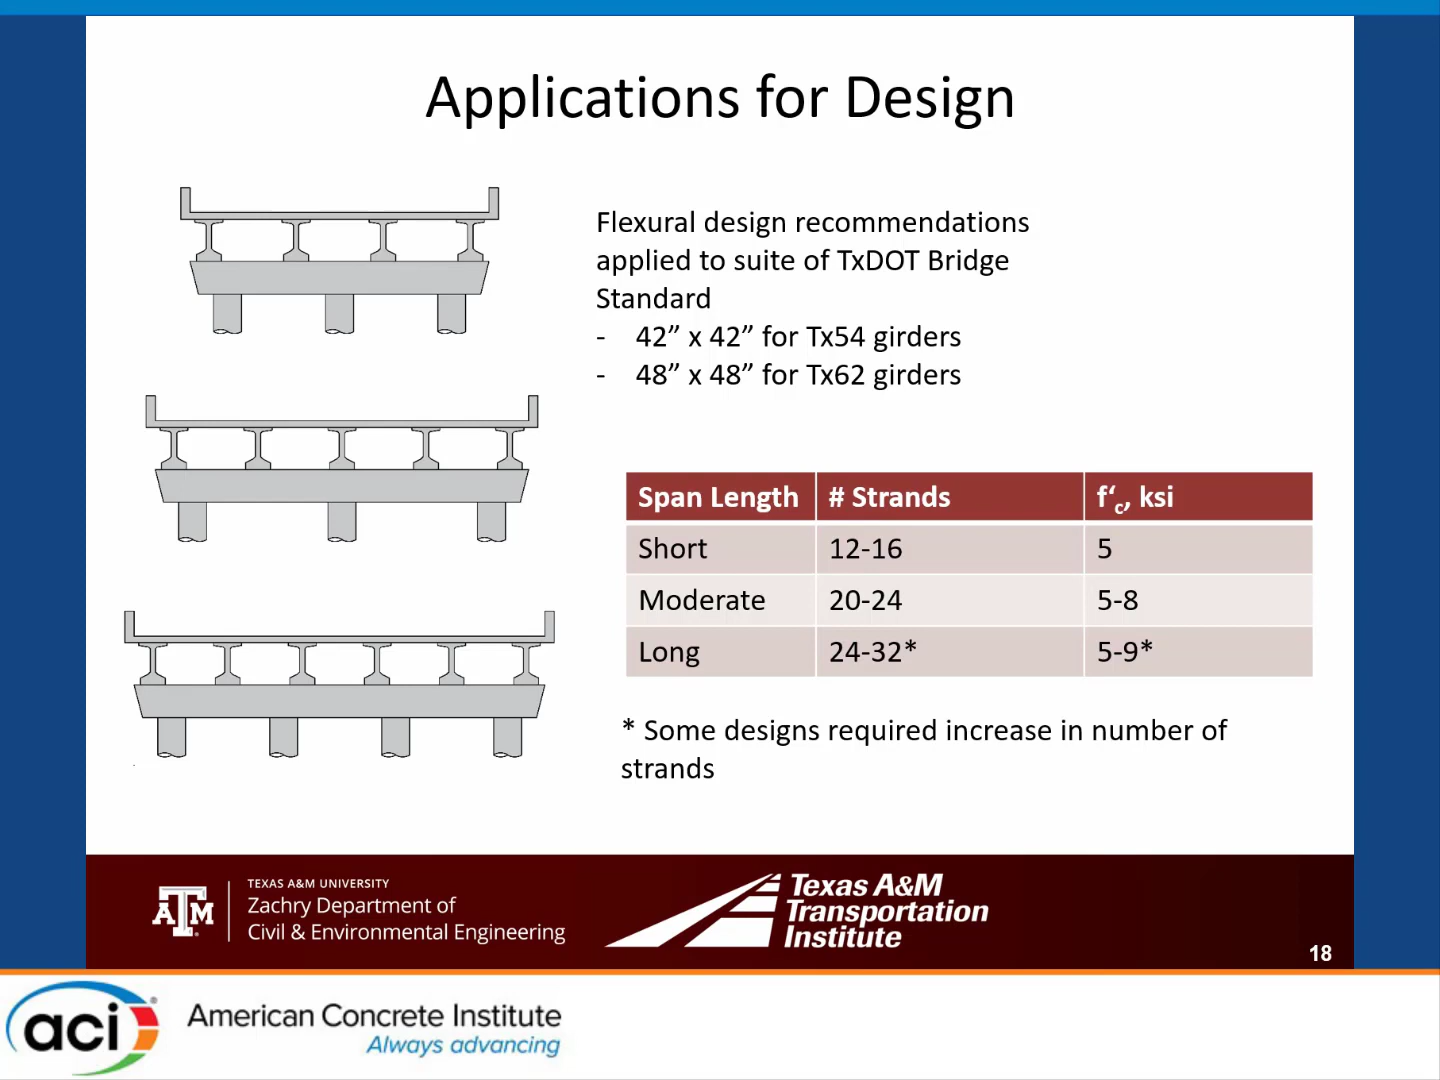 Applications for Design
Flexural design recommendations
applied to suite of TxDOT Bridge
Standard
- 42” x 42” for Tx54 girders
- 48” x 48” for Tx62 girders
Span Length # Strands f‘c, ksi
Short 12-16 5
Moderate 20-24 5-8
Long 24-32* 5-9*
* Some designs required increase in number of
strands
TEXAS A&M UNIVERSITY
Zachry Department of
Civil & Environmental Engineering
ATM
Texas A&M
Transportation
Institute
18
aci
American Concrete Institute
Always advancing